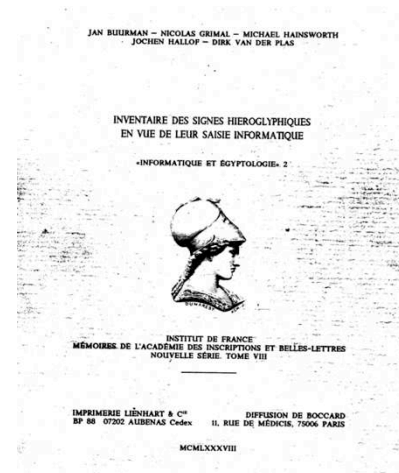 JAN BUURMAN – NICOLAS GRIMAL – MICHAEL HAINSWORTH
JOCHEN HALLOF – DIRK VAN DER PLAS
INVENTAIRE DES SIGNES HIEROGLYPHIQUES
EN VUE DE LEUR SAISIE INFORMATIQUE
«INFORMATIQUE ET ÉGYPTOLOGIE» 2
INSTITUT DE FRANCE
MÉMOIRES DE L'ACADÉMIE DES INSCRIPTIONS ET BELLES-LETTRES
NOUVELLE SÉRIE. TOME VIII
IMPRIMERIE LIÉNHART & Cie
BP 88 07202 AUBENAS Cedex
DIFFUSION DE BOCCARD
11, RUE DE MÉDICIS, 75006 PARIS
MCMLXXXVIII